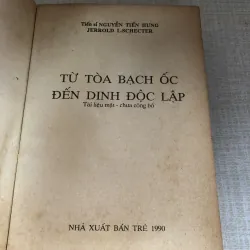 Tiến sĩ NGUYỄN TIẾN HƯNG
JERROLD L-SCHECTER
TỪ TÒA BẠCH ỐC
ĐẾN DINH ĐỘC LẬP
Tài liệu mật - chưa công bố
NHÀ XUẤT BẢN TRẺ 1990